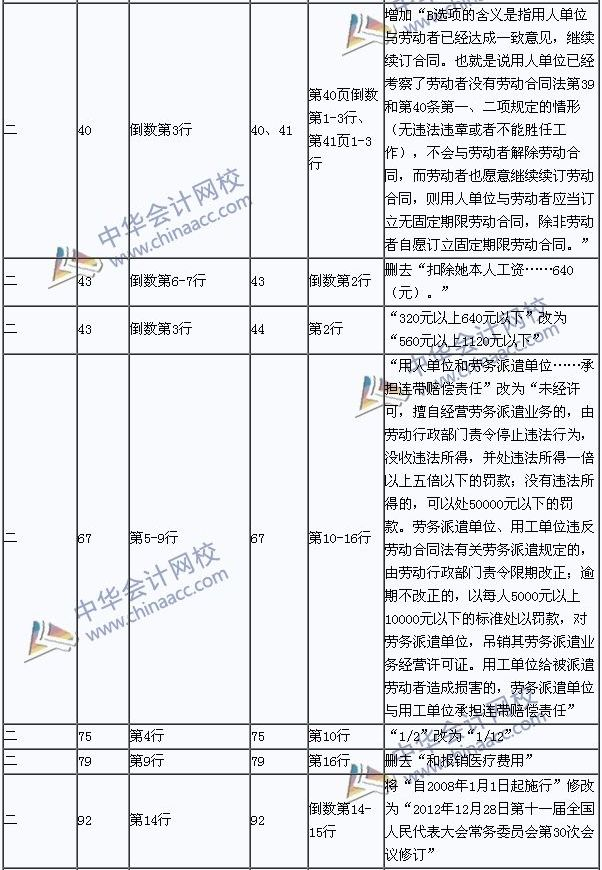 二
40
倒数第3行
40、41
第40页倒数
第1-3行、
第41页1-3
行
增加“B选项的含义是指用人单位
与劳动者已经达成一致意见，继续
续订合同。也就是说用人单位已经
考察了劳动者没有劳动合同法第39
和第40条第一、二项规定的情形
（无违法违章或者不能胜任工
作），不会与劳动者解除劳动合
同，而劳动者也愿意继续续订劳动
合同，则用人单位与劳动者应当订
立无固定期限劳动合同，除非劳动
者自愿订立固定期限劳动合同。”
二
43
倒数第6-7行
43
倒数第2行
删去“扣除她本人工资……640
（元）。”
二
43
倒数第3行
44
第2行
“320元以上640元以下”改为
“560元以上1120元以下”
二
67
第5-9行
67
第10-16行
“用人单位和劳务派遣单位……承
担连带赔偿责任”改为“未经许
可，擅自经营劳务派遣业务的，由
劳动行政部门责令停止违法行为，
没收违法所得，并处违法所得一倍
以上五倍以下的罚款；没有违法所
得的，可以处50000元以下的罚
款。劳务派遣单位、用工单位违反
劳动合同法有关劳务派遣规定的，
由劳动行政部门责令限期改正；逾
期不改正的，以每人5000元以上
10000元以下的标准处以罚款，对
劳务派遣单位，吊销其劳务派遣业
务经营许可证。用工单位给被派遣
劳动者造成损害的，劳务派遣单位
与用工单位承担连带赔偿责任”
二
75
第4行
75
第10行
“1/2”改为“1/12”
二
79
第9行
79
第16行
删去“和报销医疗费用”
二
92
第14行
92
倒数第14-
15行
将“自2008年1月1日起施行”修改
为“2012年12月28日第十一届全国
人民代表大会常务委员会第30次会
议修订”
中华会计网校
www.chinaacc.com
中华会计网校
www.chinaacc.com